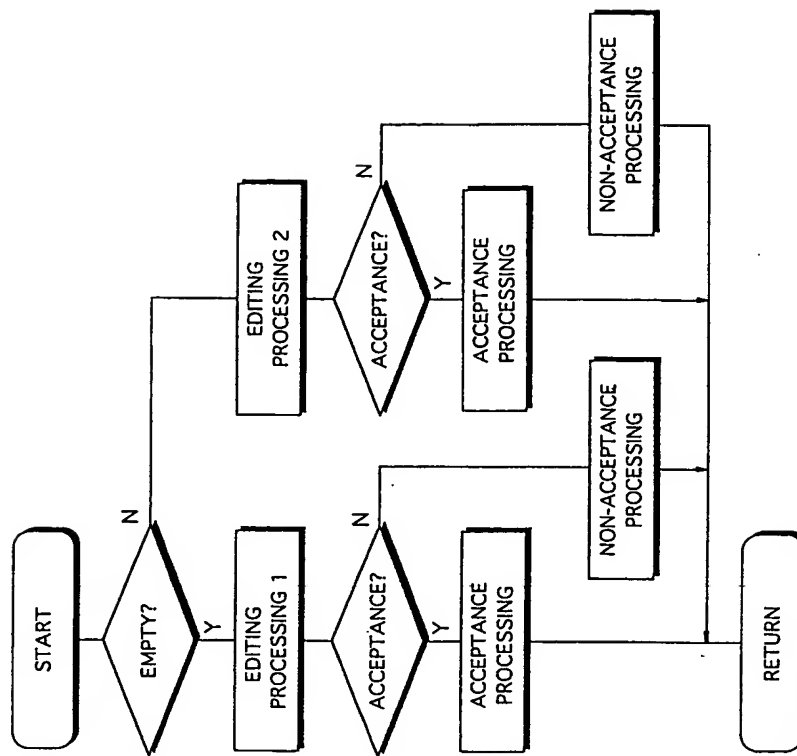 START
EMPTY?
N
Y
EDITING
PROCESSING 1
EDITING
PROCESSING 2
ACCEPTANCE?
N
Y
ACCEPTANCE?
N
Y
ACCEPTANCE
PROCESSING
ACCEPTANCE
PROCESSING
NON-ACCEPTANCE
PROCESSING
NON-ACCEPTANCE
PROCESSING
RETURN